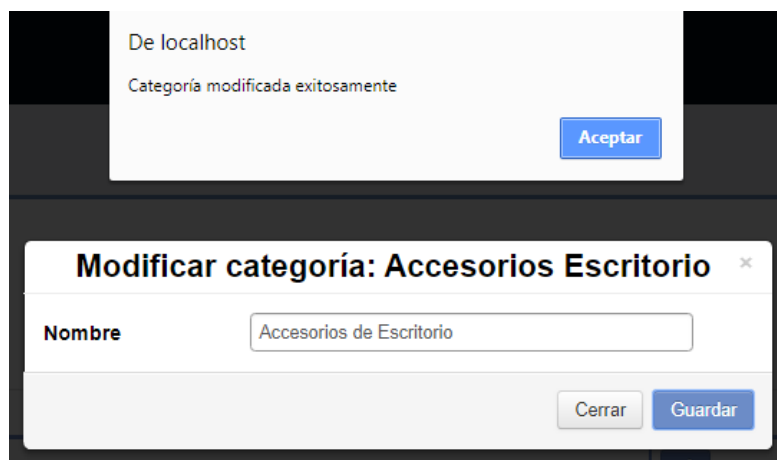 De localhost
Categoría modificada exitosamente
Aceptar
Modificar categoría: Accesorios Escritorio ×
Nombre Accesorios de Escritorio
Cerrar Guardar